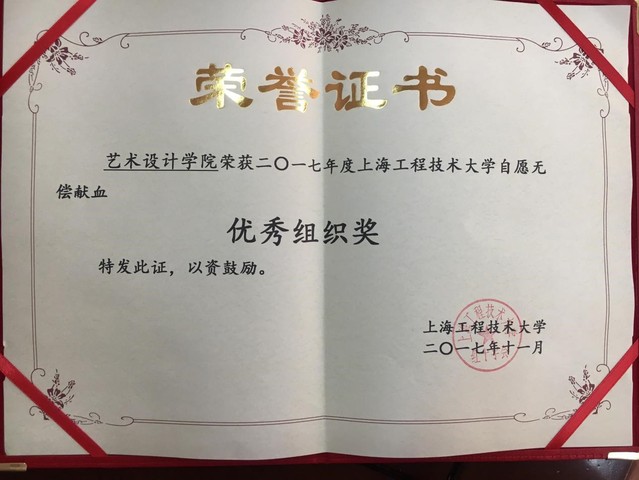 荣誉证书
艺术设计学院荣获二〇一七年度上海工程技术大学自愿无
偿献血
优秀组织奖
特发此证，以资鼓励。
上海工程技术大学
二〇一七年十一月